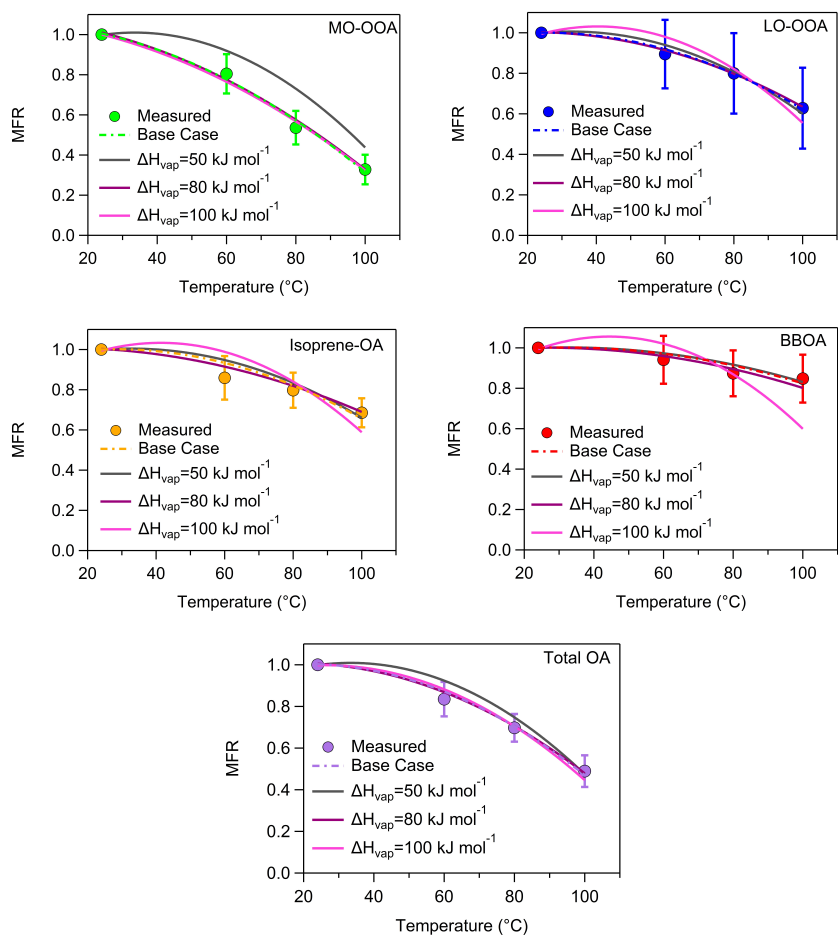 MO-OOA
MFR
1.0
0.8
0.6
0.4
0.2
0.0
Measured
Base Case
ΔHvap=50 kJ mol-1
ΔHvap=80 kJ mol-1
ΔHvap=100 kJ mol-1
20 40 60 80 100
Temperature (°C)
LO-OOA
MFR
1.0
0.8
0.6
0.4
0.2
0.0
Measured
Base Case
ΔHvap=50 kJ mol-1
ΔHvap=80 kJ mol-1
ΔHvap=100 kJ mol-1
20 40 60 80 100
Temperature (°C)
Isoprene-OA
MFR
1.0
0.8
0.6
0.4
0.2
0.0
Measured
Base Case
ΔHvap=50 kJ mol-1
ΔHvap=80 kJ mol-1
ΔHvap=100 kJ mol-1
20 40 60 80 100
Temperature (°C)
BBOA
MFR
1.0
0.8
0.6
0.4
0.2
0.0
Measured
Base Case
ΔHvap=50 kJ mol-1
ΔHvap=80 kJ mol-1
ΔHvap=100 kJ mol-1
20 40 60 80 100
Temperature (°C)
Total OA
MFR
1.0
0.8
0.6
0.4
0.2
0.0
Measured
Base Case
ΔHvap=50 kJ mol-1
ΔHvap=80 kJ mol-1
ΔHvap=100 kJ mol-1
20 40 60 80 100
Temperature (°C)